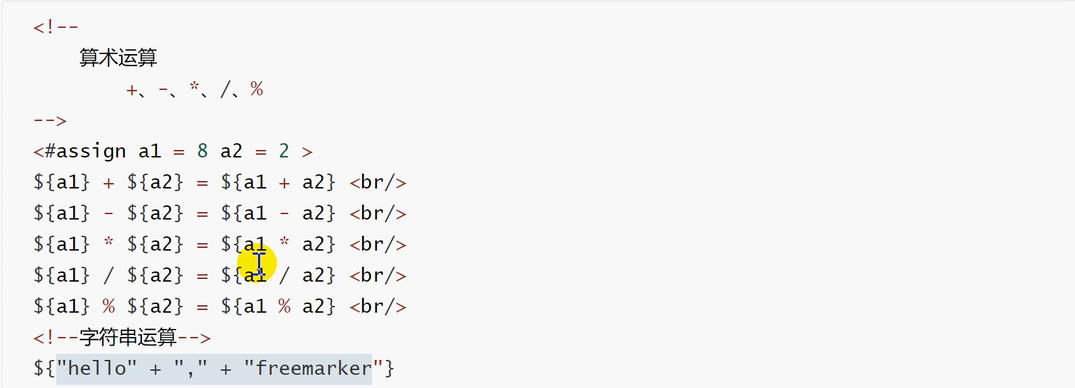 <!--
算术运算
+、-、*、/、%
-->
<#assign a1 = 8 a2 = 2 >
${a1} + ${a2} = ${a1 + a2} <br/>
${a1} - ${a2} = ${a1 - a2} <br/>
${a1} * ${a2} = ${a1 * a2} <br/>
${a1} / ${a2} = ${a1 / a2} <br/>
${a1} % ${a2} = ${a1 % a2} <br/>
<!--字符串运算-->
${"hello" + "," + "freemarker"}